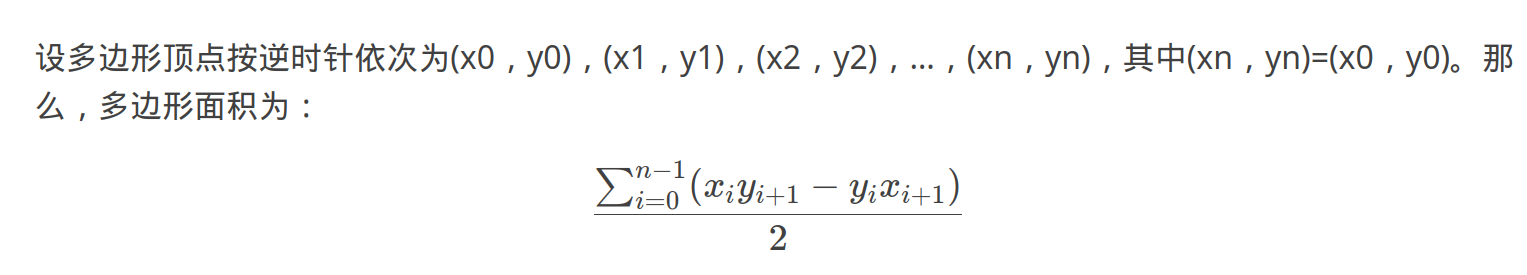 设多边形顶点按逆时针依次为(x0，y0)，(x1，y1)，(x2，y2)，...，(xn，yn)，其中(xn，yn)=(x0，y0)。那
么，多边形面积为：
\frac{\sum_{i=0}^{n-1}(x_i y_{i+1} - y_i x_{i+1})}{2}